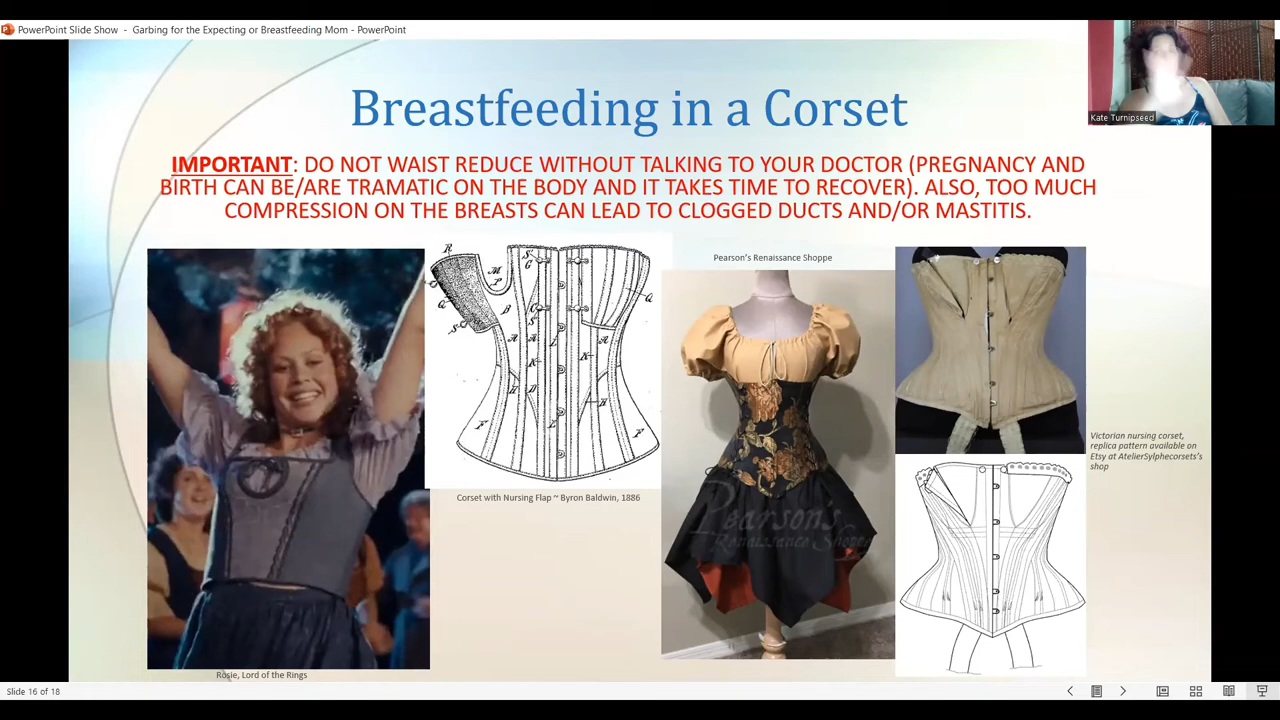 PowerPoint Slide Show - Garbing for the Expecting or Breastfeeding Mom - PowerPoint
Kate Turnipseed
Breastfeeding in a Corset
IMPORTANT: DO NOT WAIST REDUCE WITHOUT TALKING TO YOUR DOCTOR (PREGNANCY AND
BIRTH CAN BE/ARE TRAMATIC ON THE BODY AND IT TAKES TIME TO RECOVER). ALSO, TOO MUCH
COMPRESSION ON THE BREASTS CAN LEAD TO CLOGGED DUCTS AND/OR MASTITIS.
Pearson's Renaissance Shoppe
Pearson's
Renaissance Shoppe
Victorian nursing corset,
replica pattern available on
Etsy at AtelierSylphecorsets's
shop
Corset with Nursing Flap ~ Byron Baldwin, 1886
Rosie, Lord of the Rings
Slide 16 of 18